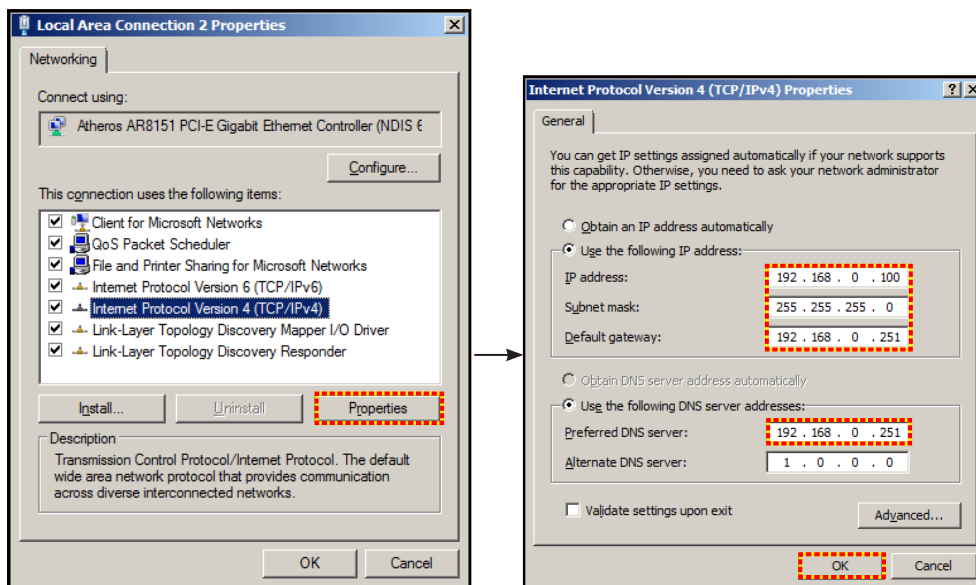 Local Area Connection 2 Properties
Networking
Connect using:
Atheros AR8151 PCI-E Gigabit Ethernet Controller (NDIS 6
Configure...
This connection uses the following items:
Client for Microsoft Networks
QoS Packet Scheduler
File and Printer Sharing for Microsoft Networks
Internet Protocol Version 6 (TCP/IPv6)
Internet Protocol Version 4 (TCP/IPv4)
Link-Layer Topology Discovery Mapper I/O Driver
Link-Layer Topology Discovery Responder
Install...
Uninstall
Properties
Description
Transmission Control Protocol/Internet Protocol. The default
wide area network protocol that provides communication
across diverse interconnected networks.
OK
Cancel
Internet Protocol Version 4 (TCP/IPv4) Properties
General
You can get IP settings assigned automatically if your network supports
this capability. Otherwise, you need to ask your network administrator
for the appropriate IP settings.
Obtain an IP address automatically
Use the following IP address:
IP address: 192 . 168 . 0 . 100
Subnet mask: 255 . 255 . 255 . 0
Default gateway: 192 . 168 . 0 . 251
Obtain DNS server address automatically
Use the following DNS server addresses:
Preferred DNS server: 192 . 168 . 0 . 251
Alternate DNS server: 1 . 0 . 0 . 0
Validate settings upon exit
Advanced...
OK
Cancel